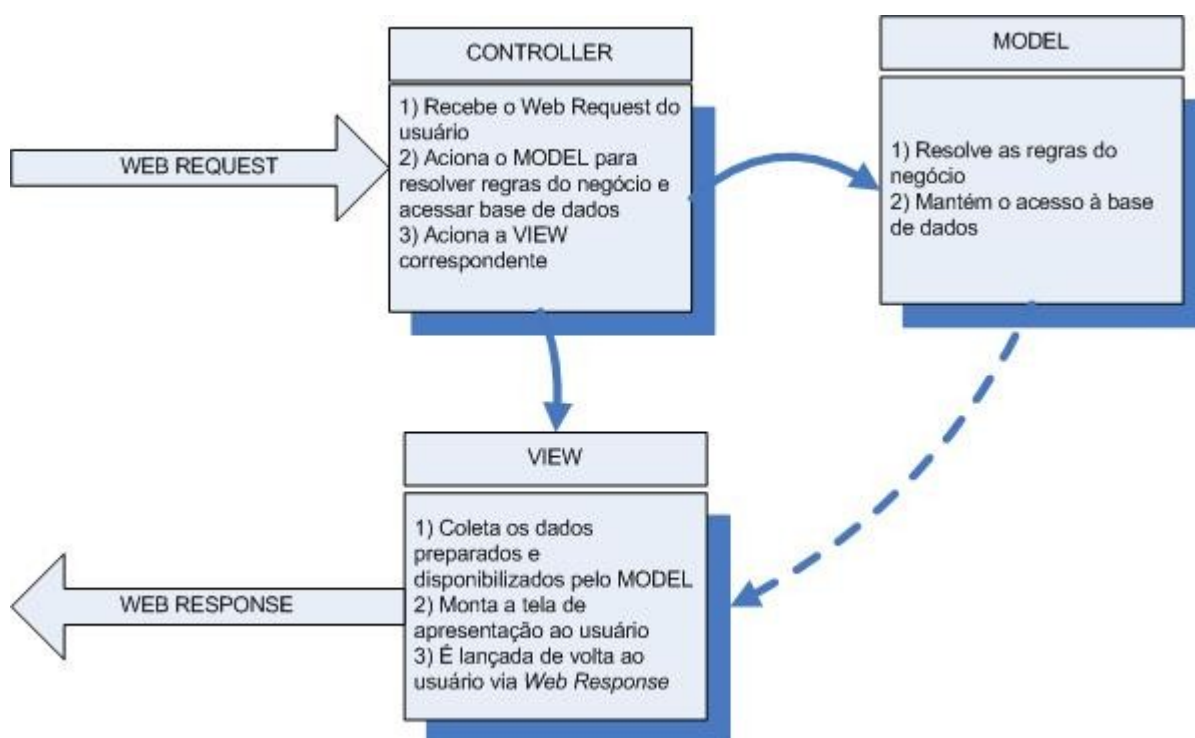 CONTROLLER
1) Recebe o Web Request do
usuário
2) Aciona o MODEL para
resolver regras do negócio e
acessar base de dados
3) Aciona a VIEW
correspondente
MODEL
1) Resolve as regras do
negócio
2) Mantém o acesso à base
de dados
WEB REQUEST
VIEW
1) Coleta os dados
preparados e
disponibilizados pelo MODEL
2) Monta a tela de
apresentação ao usuário
3) É lançada de volta ao
usuário via Web Response
WEB RESPONSE